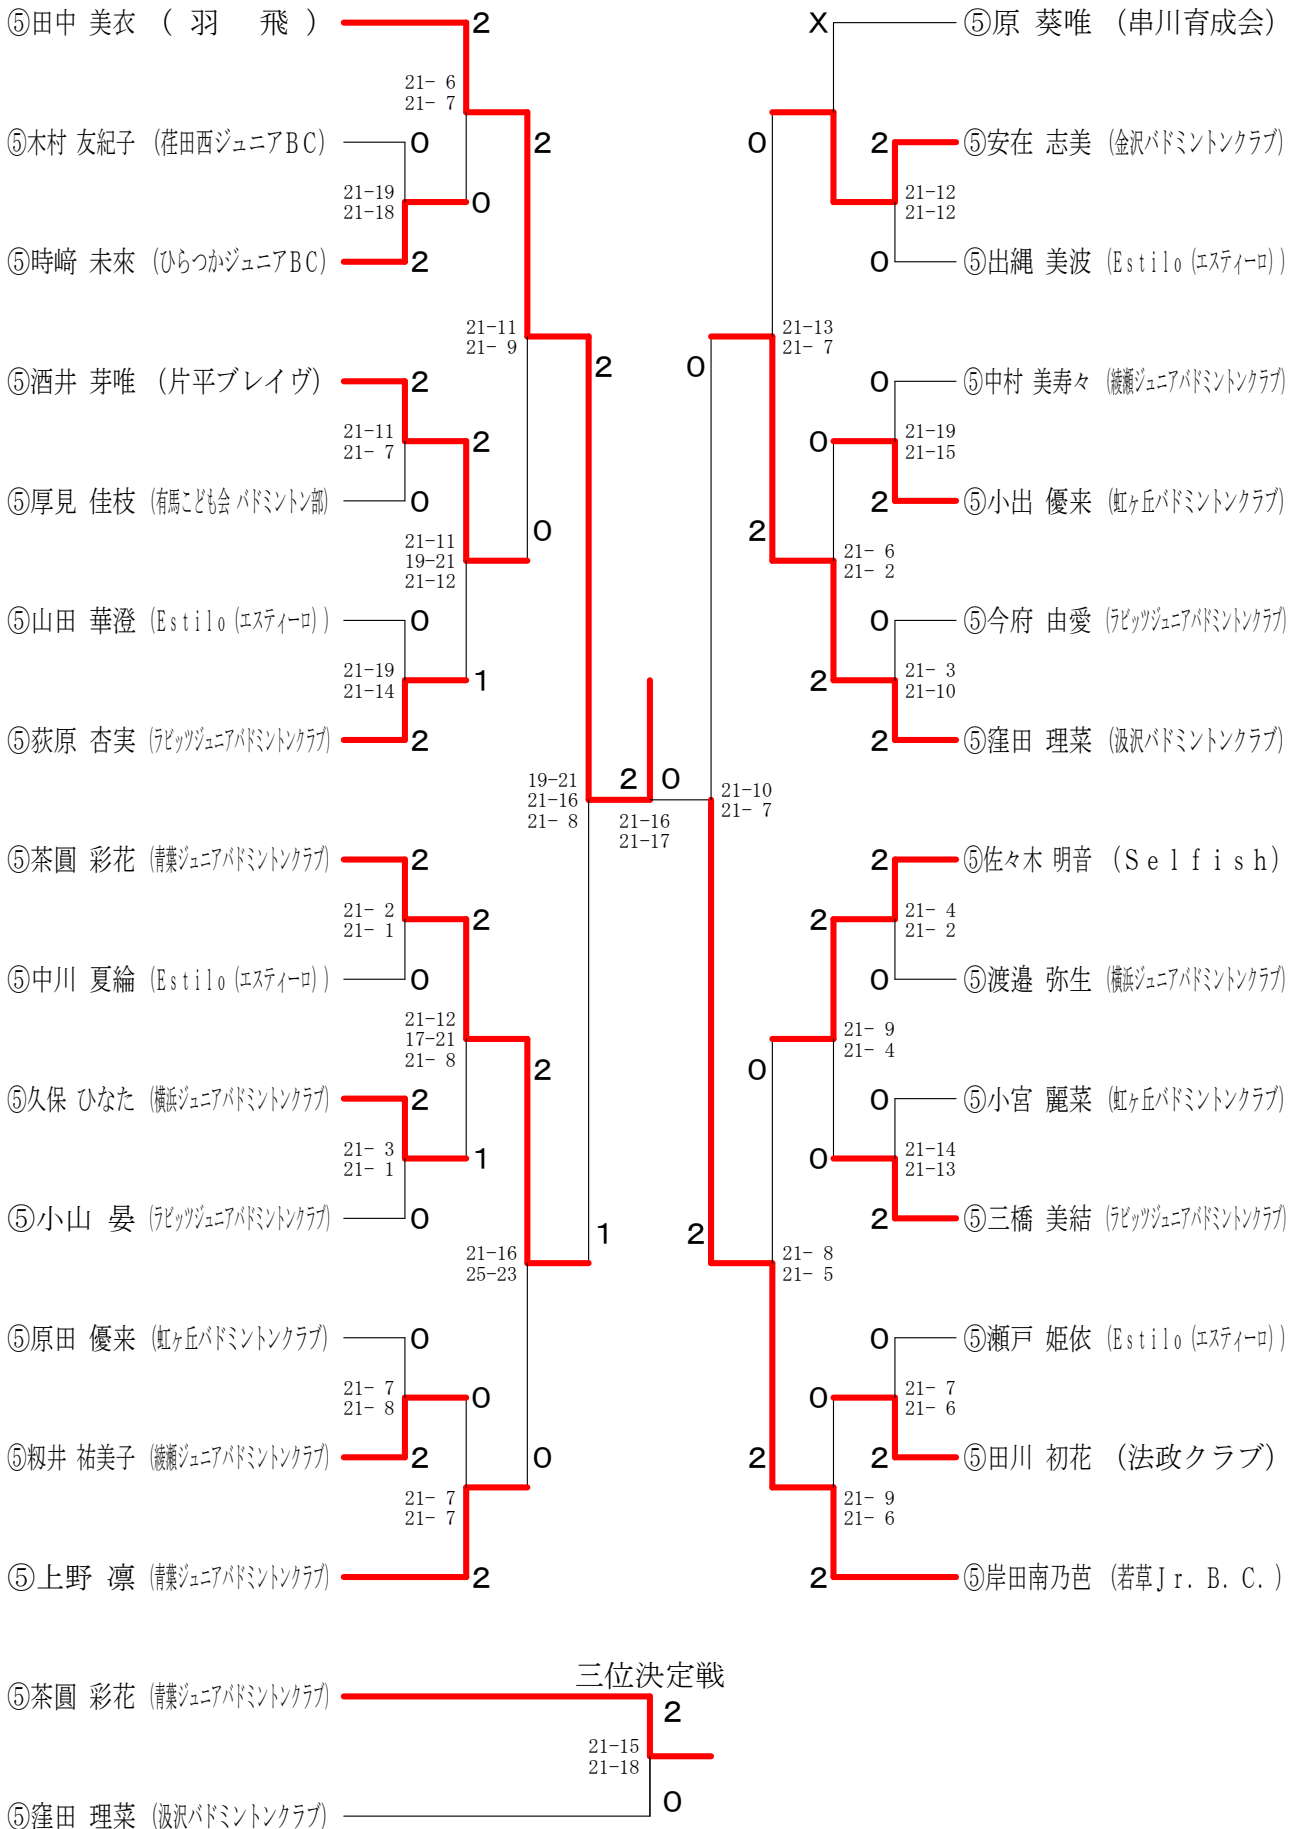 ⑤田中 美衣 (羽 飛) 2
21- 6
21- 7
⑤木村 友紀子 (荏田西ジュニアBC) 0
2
21-19
21-18
0
⑤時﨑 未來 (ひらつかジュニアBC) 2
21-11
21- 9
2
⑤酒井 芽唯 (片平ブレイヴ) 2
21-11
21- 7
2
⑤厚見 佳枝 (有馬こども会 バドミントン部) 0
0
21-11
19-21
21-12
⑤山田 華澄 (Estilo(エスティーロ)) 0
21-19
21-14
1
⑤荻原 杏実 (ラビッツジュニアバドミントンクラブ) 2
19-21
21-16
21- 8
2 0
21-16
21-17
⑤茶圓 彩花 (青葉ジュニアバドミントンクラブ) 2
21- 2
21- 1
2
⑤中川 夏綸 (Estilo(エスティーロ)) 0
21-12
17-21
21- 8
2
⑤久保 ひなた (横浜ジュニアバドミントンクラブ) 2
21- 3
21- 1
1
⑤小山 晏 (ラビッツジュニアバドミントンクラブ) 0
1
21-16
25-23
⑤原田 優来 (虹ヶ丘バドミントンクラブ) 0
21- 7
21- 8
0
⑤籾井 祐美子 (綾瀬ジュニアバドミントンクラブ) 2
0
21- 7
21- 7
⑤上野 凛 (青葉ジュニアバドミントンクラブ) 2
X ⑤原 葵唯 (串川育成会)
0
2 ⑤安在 志美 (金沢バドミントンクラブ)
21-12
21-12
0 ⑤出縄 美波 (Estilo(エスティーロ))
21-13
21- 7
0
0 ⑤中村 美寿々 (綾瀬ジュニアバドミントンクラブ)
0
21-19
21-15
2 ⑤小出 優来 (虹ヶ丘バドミントンクラブ)
2
21- 6
21- 2
0 ⑤今府 由愛 (ラビッツジュニアバドミントンクラブ)
2
21- 3
21-10
2 ⑤窪田 理菜 (汲沢バドミントンクラブ)
21-10
21- 7
2 ⑤佐々木 明音 (Selfish)
2
21- 4
21- 2
0 ⑤渡邉 弥生 (横浜ジュニアバドミントンクラブ)
21- 9
21- 4
0
0 ⑤小宮 麗菜 (虹ヶ丘バドミントンクラブ)
0
21-14
21-13
2 ⑤三橋 美結 (ラビッツジュニアバドミントンクラブ)
2
21- 8
21- 5
0 ⑤瀬戸 姫依 (Estilo(エスティーロ))
0
21- 7
21- 6
2 ⑤田川 初花 (法政クラブ)
2
21- 9
21- 6
2 ⑤岸田南乃芭 (若草Jr.B.C.)
三位決定戦
⑤茶圓 彩花 (青葉ジュニアバドミントンクラブ) 2
21-15
21-18
⑤窪田 理菜 (汲沢バドミントンクラブ) 0